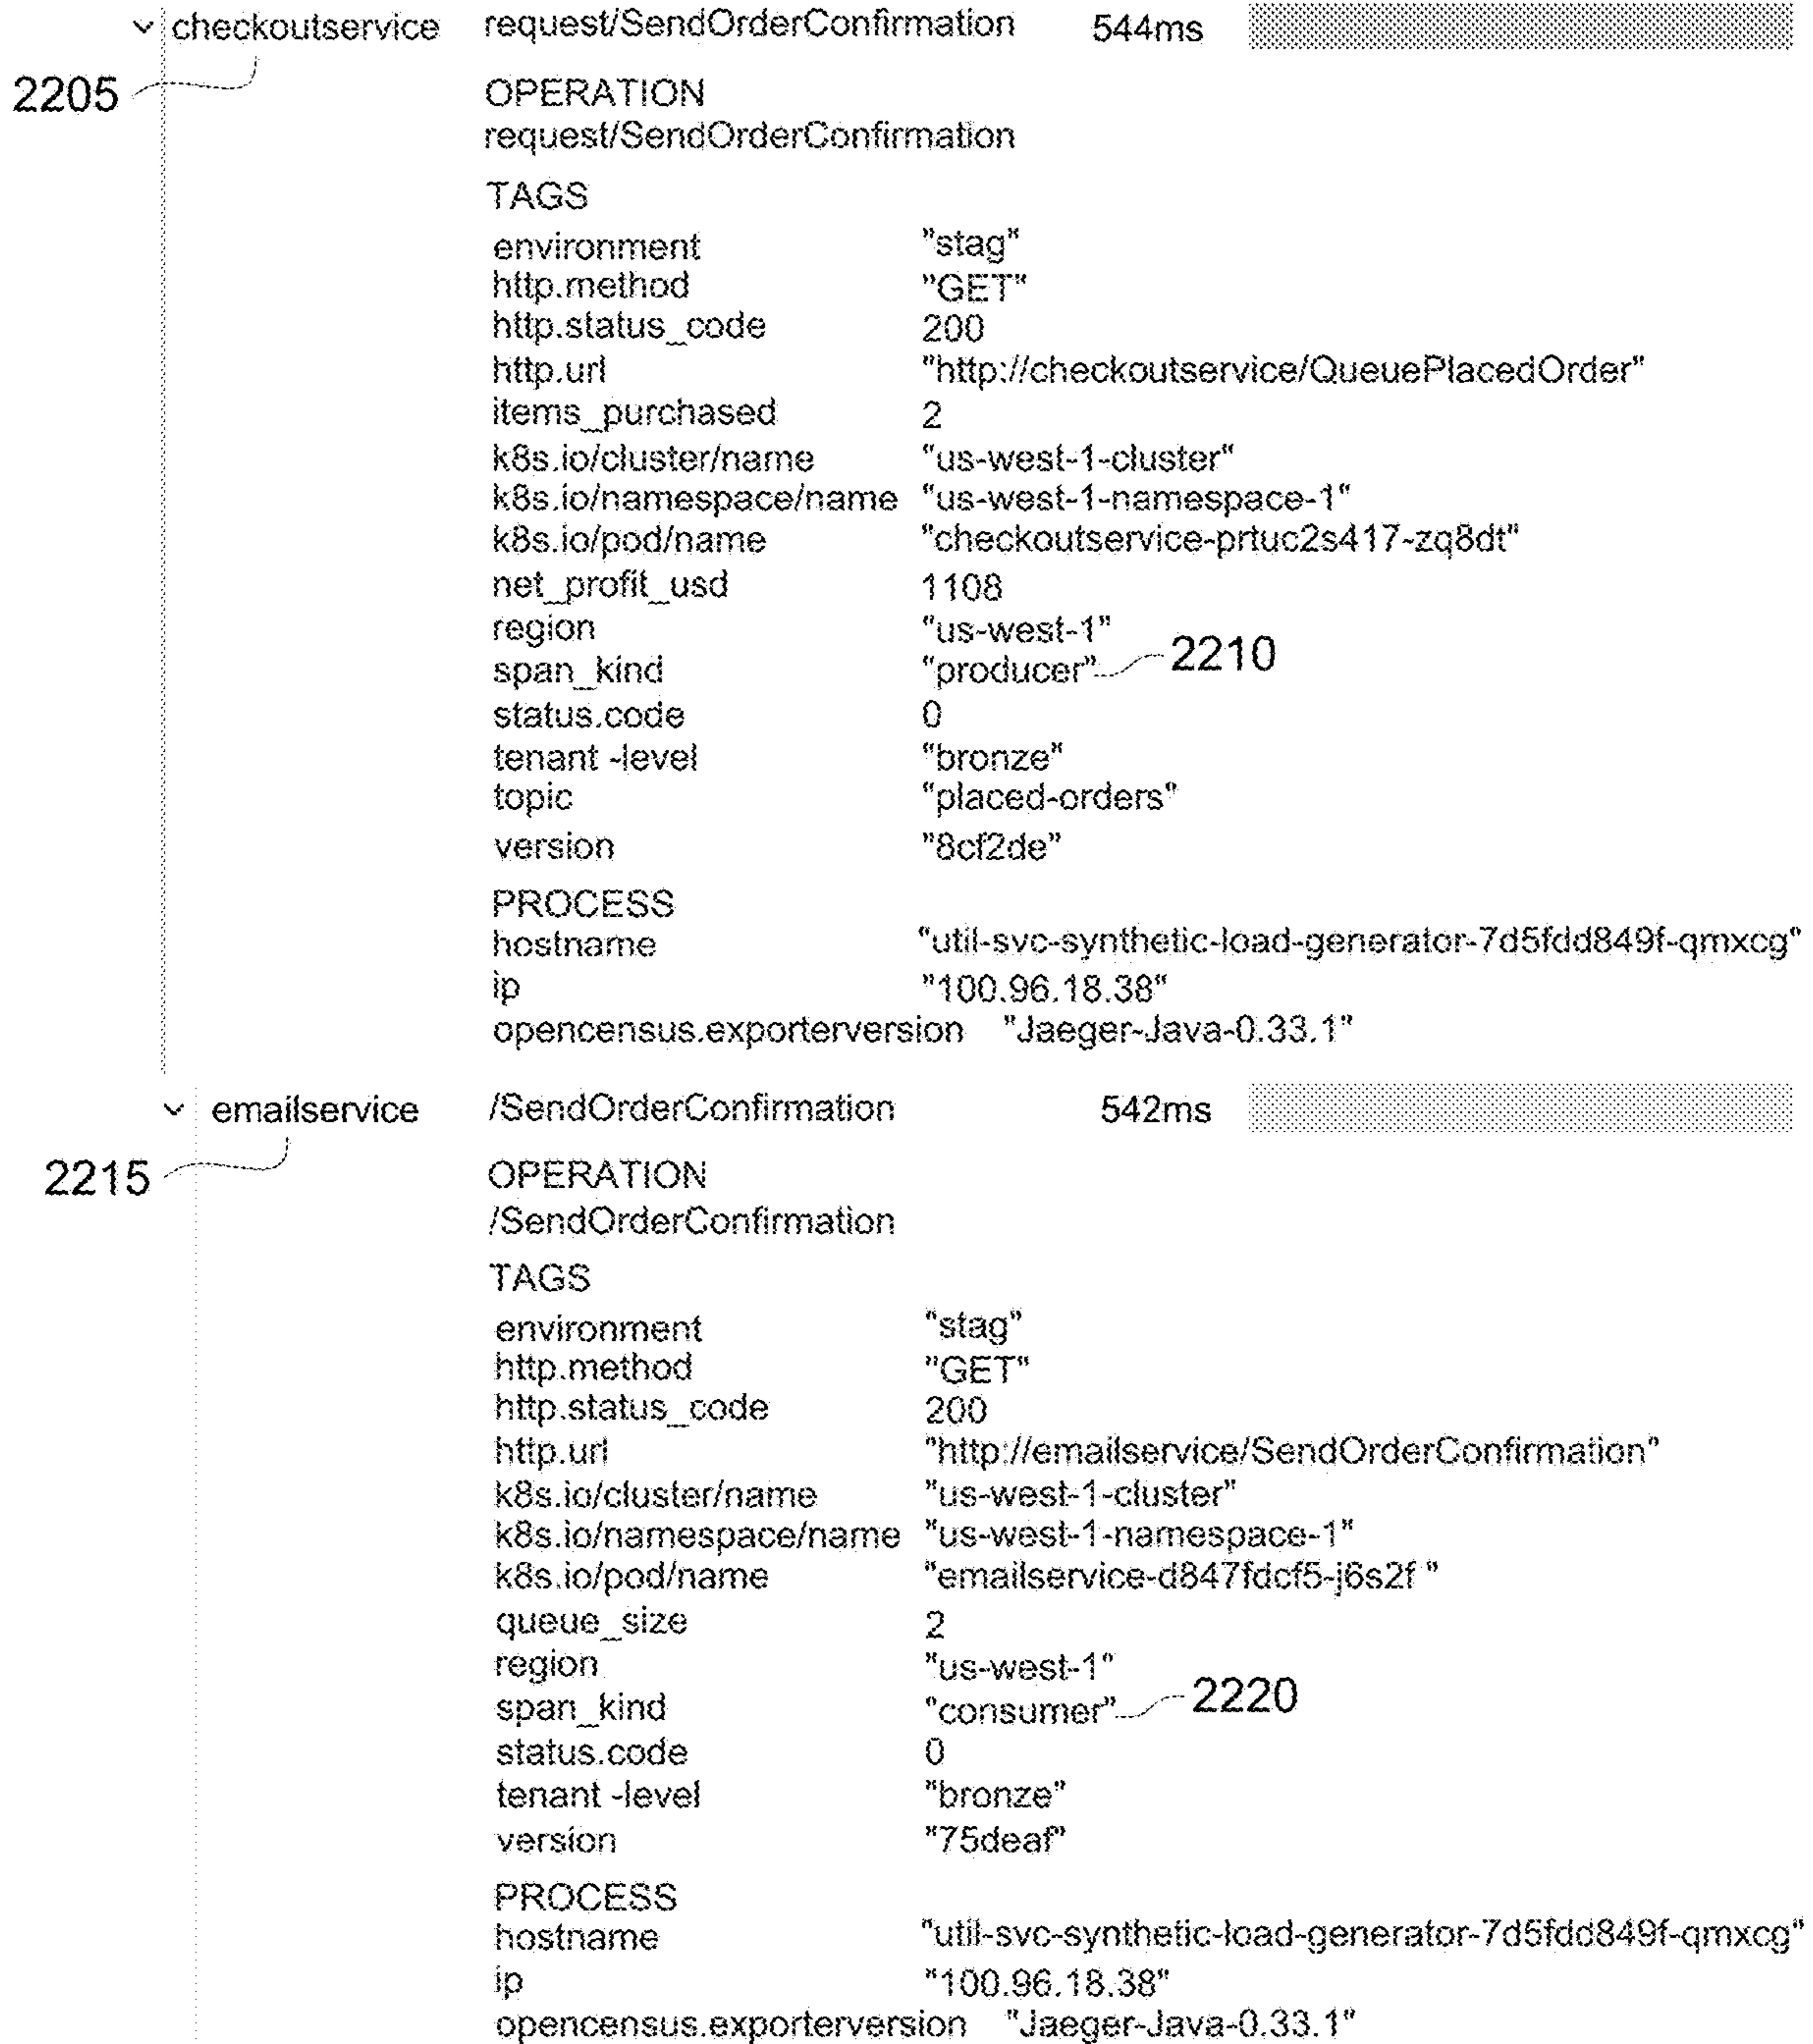 checkoutservice request/SendOrderConfirmation 544ms
2205
OPERATION
request/SendOrderConfirmation
TAGS
environment "stag"
http.method "GET"
http.status_code 200
http.url "http://checkoutservice/QueuePlacedOrder"
items_purchased 2
k8s.io/cluster/name "us-west-1-cluster"
k8s.io/namespace/name "us-west-1-namespace-1"
k8s.io/pod/name "checkoutservice-prtuc2s417-zq8dt"
net_profit_usd 1108
region "us-west-1"
span_kind "producer" 2210
status.code 0
tenant -level "bronze"
topic "placed-orders"
version "8cf2de"
PROCESS
hostname "util-svc-synthetic-load-generator-7d5fdd849f-qmxcg"
ip "100.96.18.38"
opencensus.exporterversion "Jaeger-Java-0.33.1"
emailservice /SendOrderConfirmation 542ms
2215
OPERATION
/SendOrderConfirmation
TAGS
environment "stag"
http.method "GET"
http.status_code 200
http.url "http://emailservice/SendOrderConfirmation"
k8s.io/cluster/name "us-west-1-cluster"
k8s.io/namespace/name "us-west-1-namespace-1"
k8s.io/pod/name "emailservice-d847fdcf5-j6s2f "
queue_size 2
region "us-west-1"
span_kind "consumer" 2220
status.code 0
tenant -level "bronze"
version "75deaf"
PROCESS
hostname "util-svc-synthetic-load-generator-7d5fdd849f-qmxcg"
ip "100.96.18.38"
opencensus.exporterversion "Jaeger-Java-0.33.1"